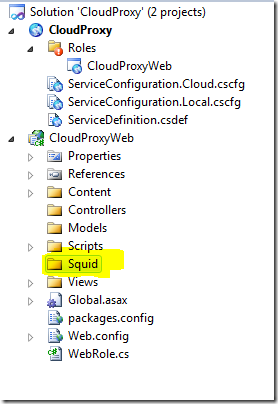 Solution 'CloudProxy' (2 projects)
CloudProxy
Roles
CloudProxyWeb
ServiceConfiguration.Cloud.cscfg
ServiceConfiguration.Local.cscfg
ServiceDefinition.csdef
CloudProxyWeb
Properties
References
Content
Controllers
Models
Scripts
Squid
Views
Global.asax
packages.config
Web.config
WebRole.cs